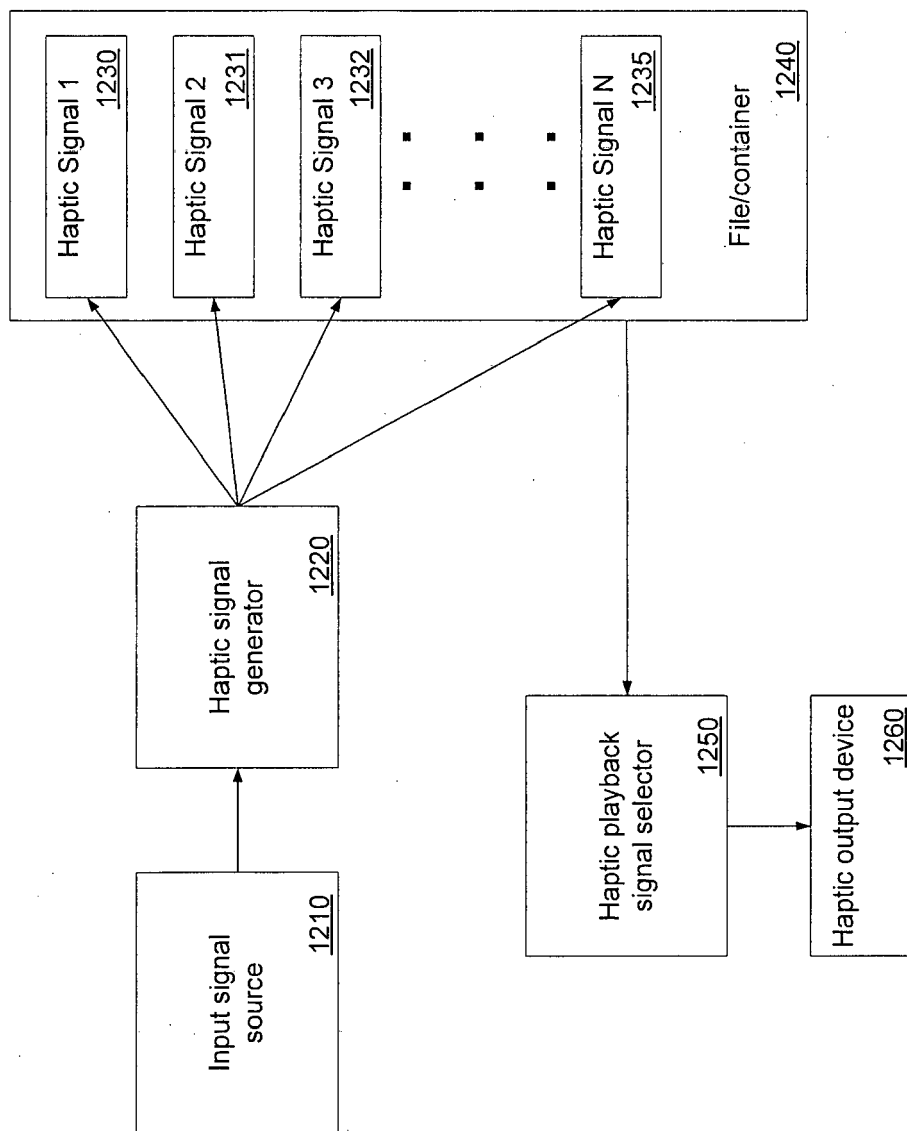 Input signal
source
1210
Haptic signal
generator
1220
Haptic Signal 1
1230
Haptic Signal 2
1231
Haptic Signal 3
1232
Haptic Signal N
1235
File/container
1240
Haptic playback
signal selector
1250
Haptic output device
1260